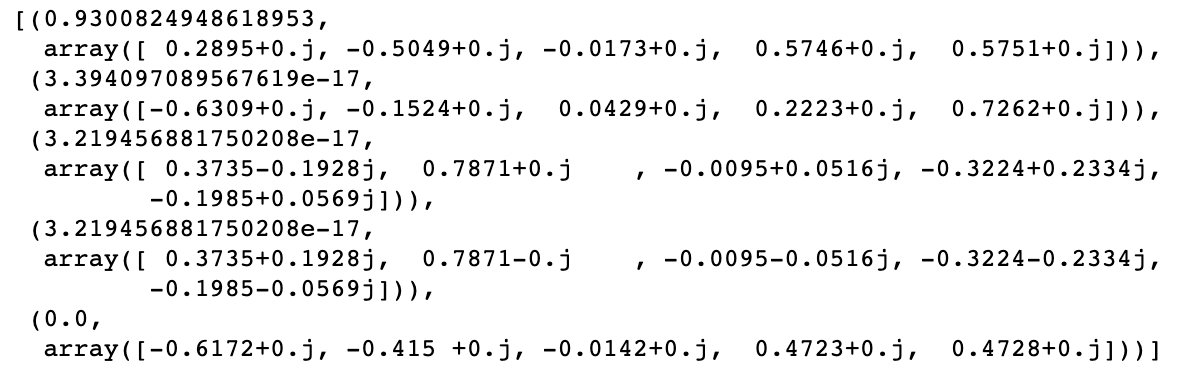 [(0.9300824948618953,
  array([ 0.2895+0.j, -0.5049+0.j, -0.0173+0.j,  0.5746+0.j,  0.5751+0.j])),
 (3.394097089567619e-17,
  array([-0.6309+0.j, -0.1524+0.j,  0.0429+0.j,  0.2223+0.j,  0.7262+0.j])),
 (3.219456881750208e-17,
  array([ 0.3735-0.1928j,  0.7871+0.j    , -0.0095+0.0516j, -0.3224+0.2334j,
         -0.1985+0.0569j])),
 (3.219456881750208e-17,
  array([ 0.3735+0.1928j,  0.7871-0.j    , -0.0095-0.0516j, -0.3224-0.2334j,
         -0.1985-0.0569j])),
 (0.0,
  array([-0.6172+0.j, -0.415 +0.j, -0.0142+0.j,  0.4723+0.j,  0.4728+0.j]))]